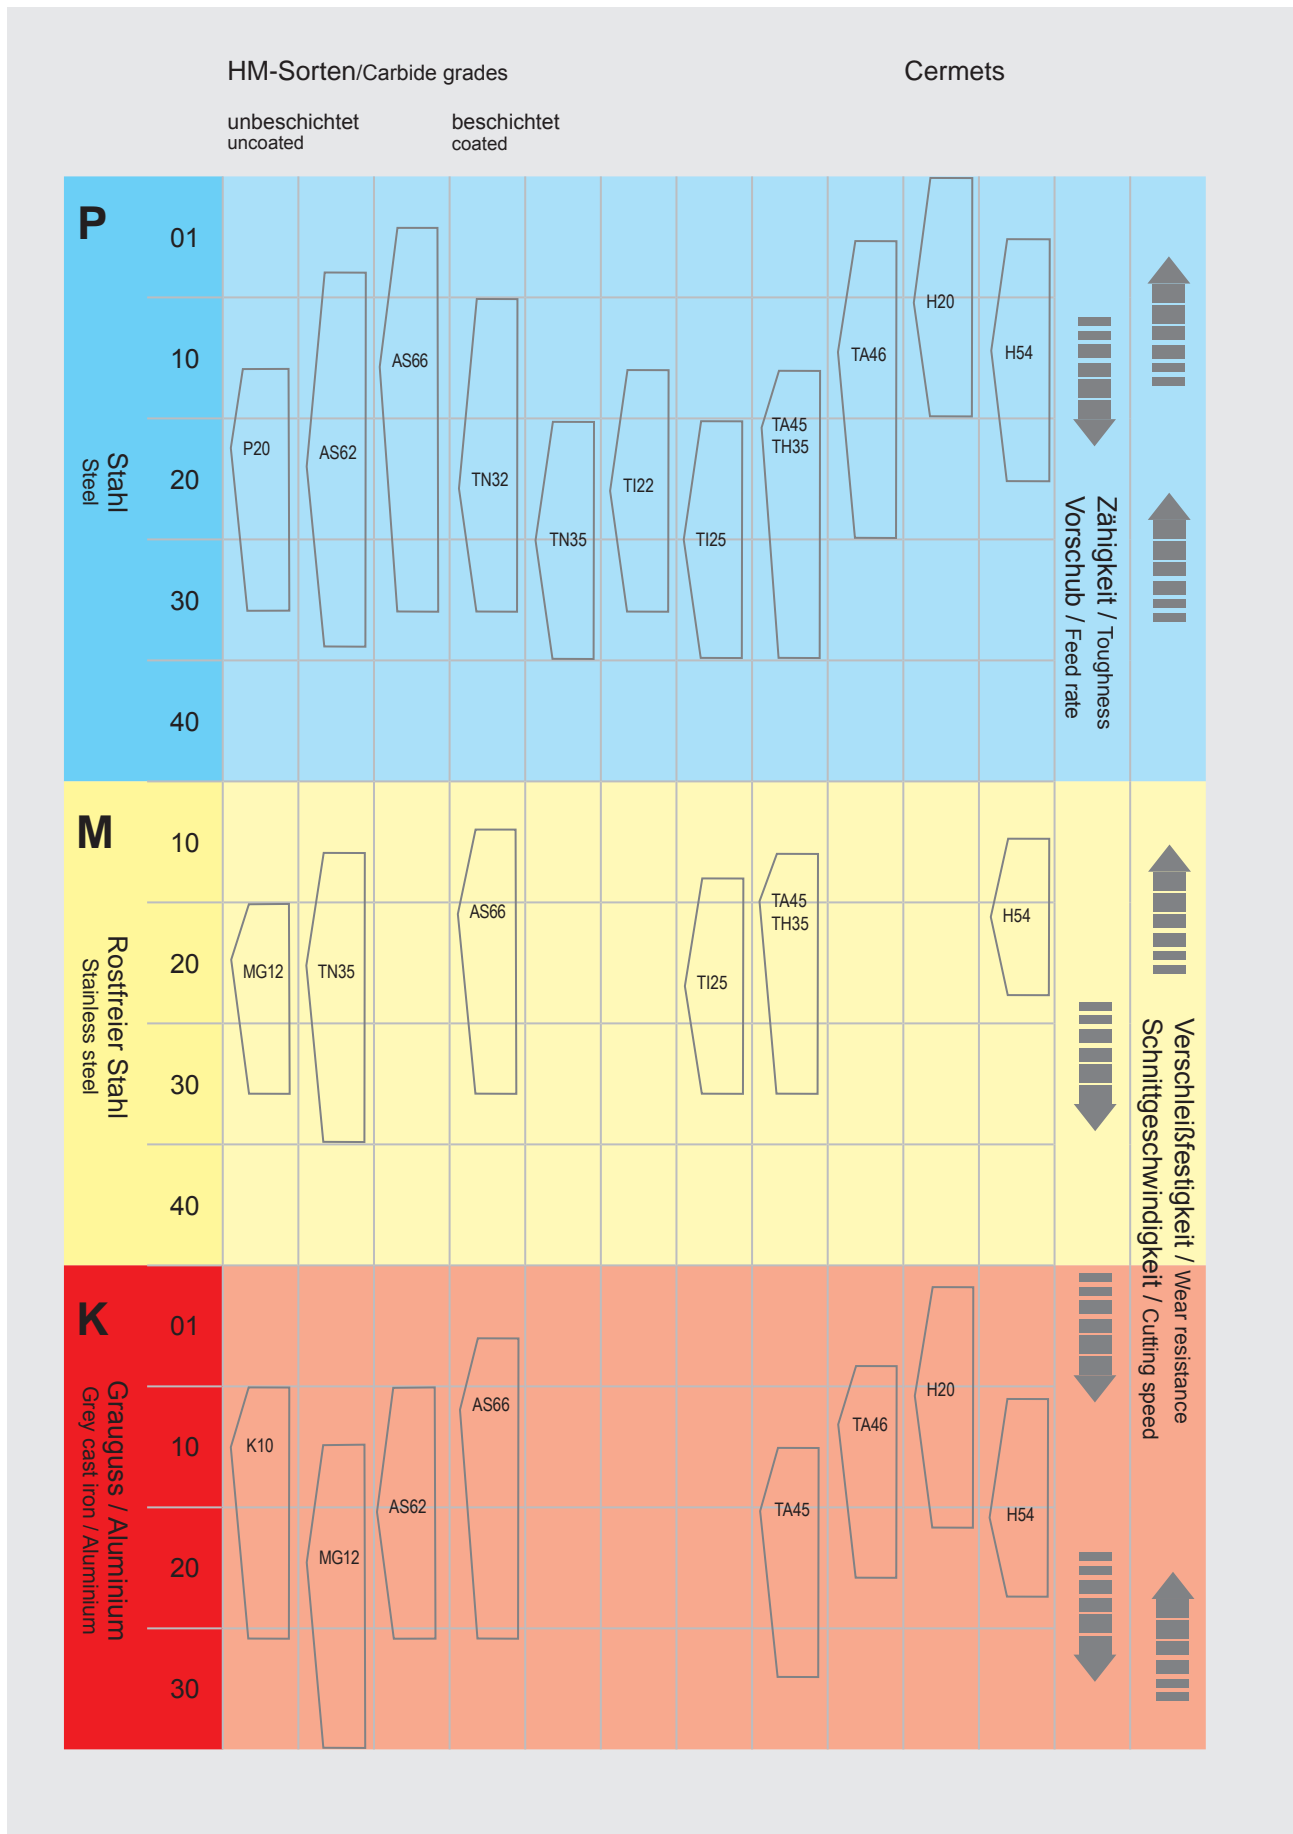 HM-Sorten/Carbide grades
Cermets
unbeschichtet
uncoated
beschichtet
coated
P
Stahl
Steel
01
10
20
30
40
P20
AS62
AS66
TN32
TN35
TI22
TI25
TA45
TH35
TA46
H20
H54
Zähigkeit / Toughness
Vorschub / Feed rate
M
Rostfreier Stahl
Stainless steel
10
20
30
40
MG12
TN35
AS66
TI25
TA45
TH35
H54
Verschleißfestigkeit / Wear resistance
Schnittgeschwindigkeit / Cutting speed
K
Grauguss / Aluminium
Grey cast iron / Aluminium
01
10
20
30
K10
MG12
AS62
AS66
TA45
TA46
H20
H54